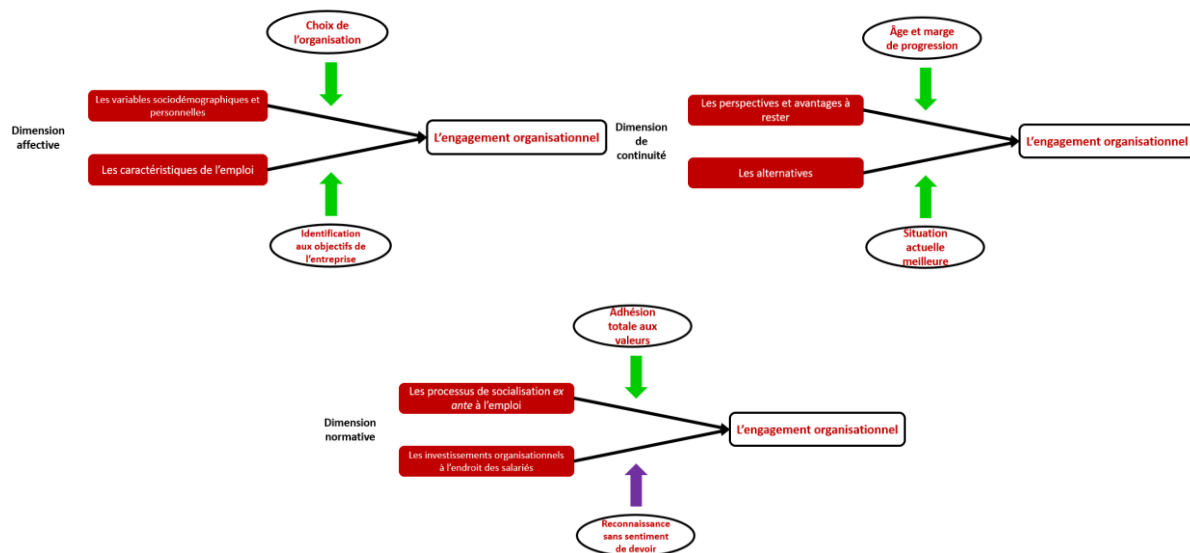 Choix de
l'organisation
Les variables sociodémographiques et
personnelles
Dimension
affective
L'engagement organisationnel
Les caractéristiques de l'emploi
Identification
aux objectifs de
l'entreprise
Âge et marge
de progression
Les perspectives et avantages à
rester
Dimension
de
continuité
L'engagement organisationnel
Les alternatives
Situation
actuelle
meilleure
Adhésion
totale aux
valeurs
Les processus de socialisation ex
ante à l'emploi
Dimension
normative
L'engagement organisationnel
Les investissements organisationnels
à l'endroit des salariés
Reconnaissance
sans sentiment
de devoir